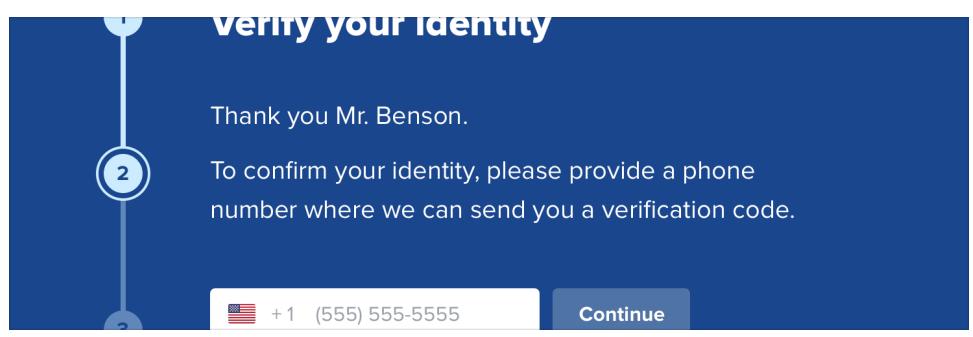 1
Verify your identity
Thank you Mr. Benson.
2
To confirm your identity, please provide a phone
number where we can send you a verification code.
+1 (555) 555-5555 Continue
3